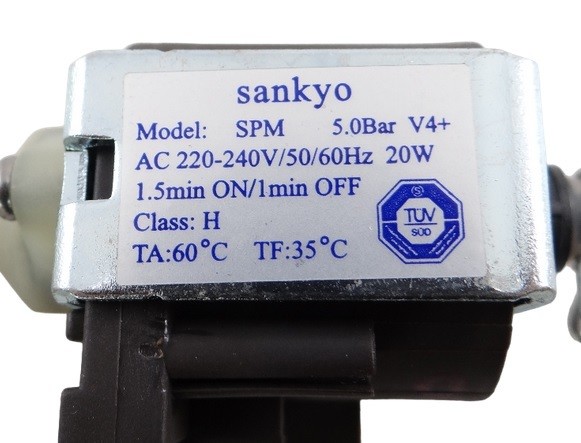 sankyo
Model: SPM 5.0Bar V4+
AC 220-240V/50/60Hz 20W
1.5min ON/1min OFF
Class: H
TA:60°C TF:35°C
TÜV
SÜD